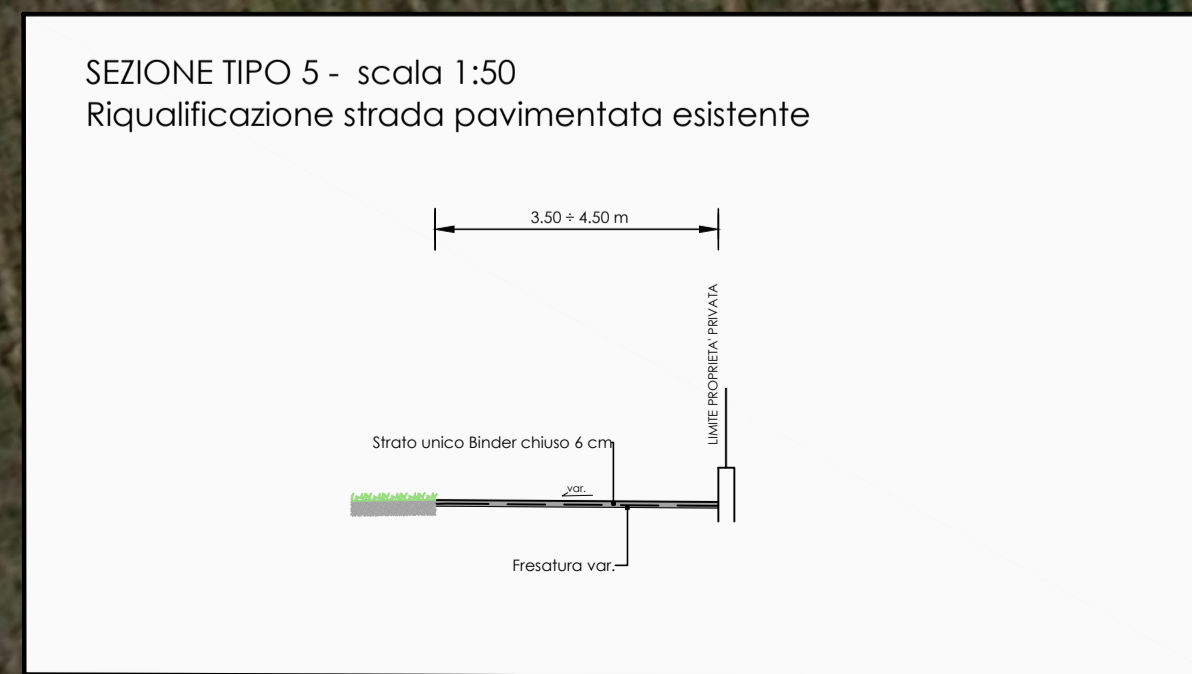 SEZIONE TIPO 5 - scala 1:50
Riqualificazione strada pavimentata esistente
3.50 ÷ 4.50 m
LIMITE PROPRIETA' PRIVATA
Strato unico Binder chiuso 6 cm
var.
Fresatura var.